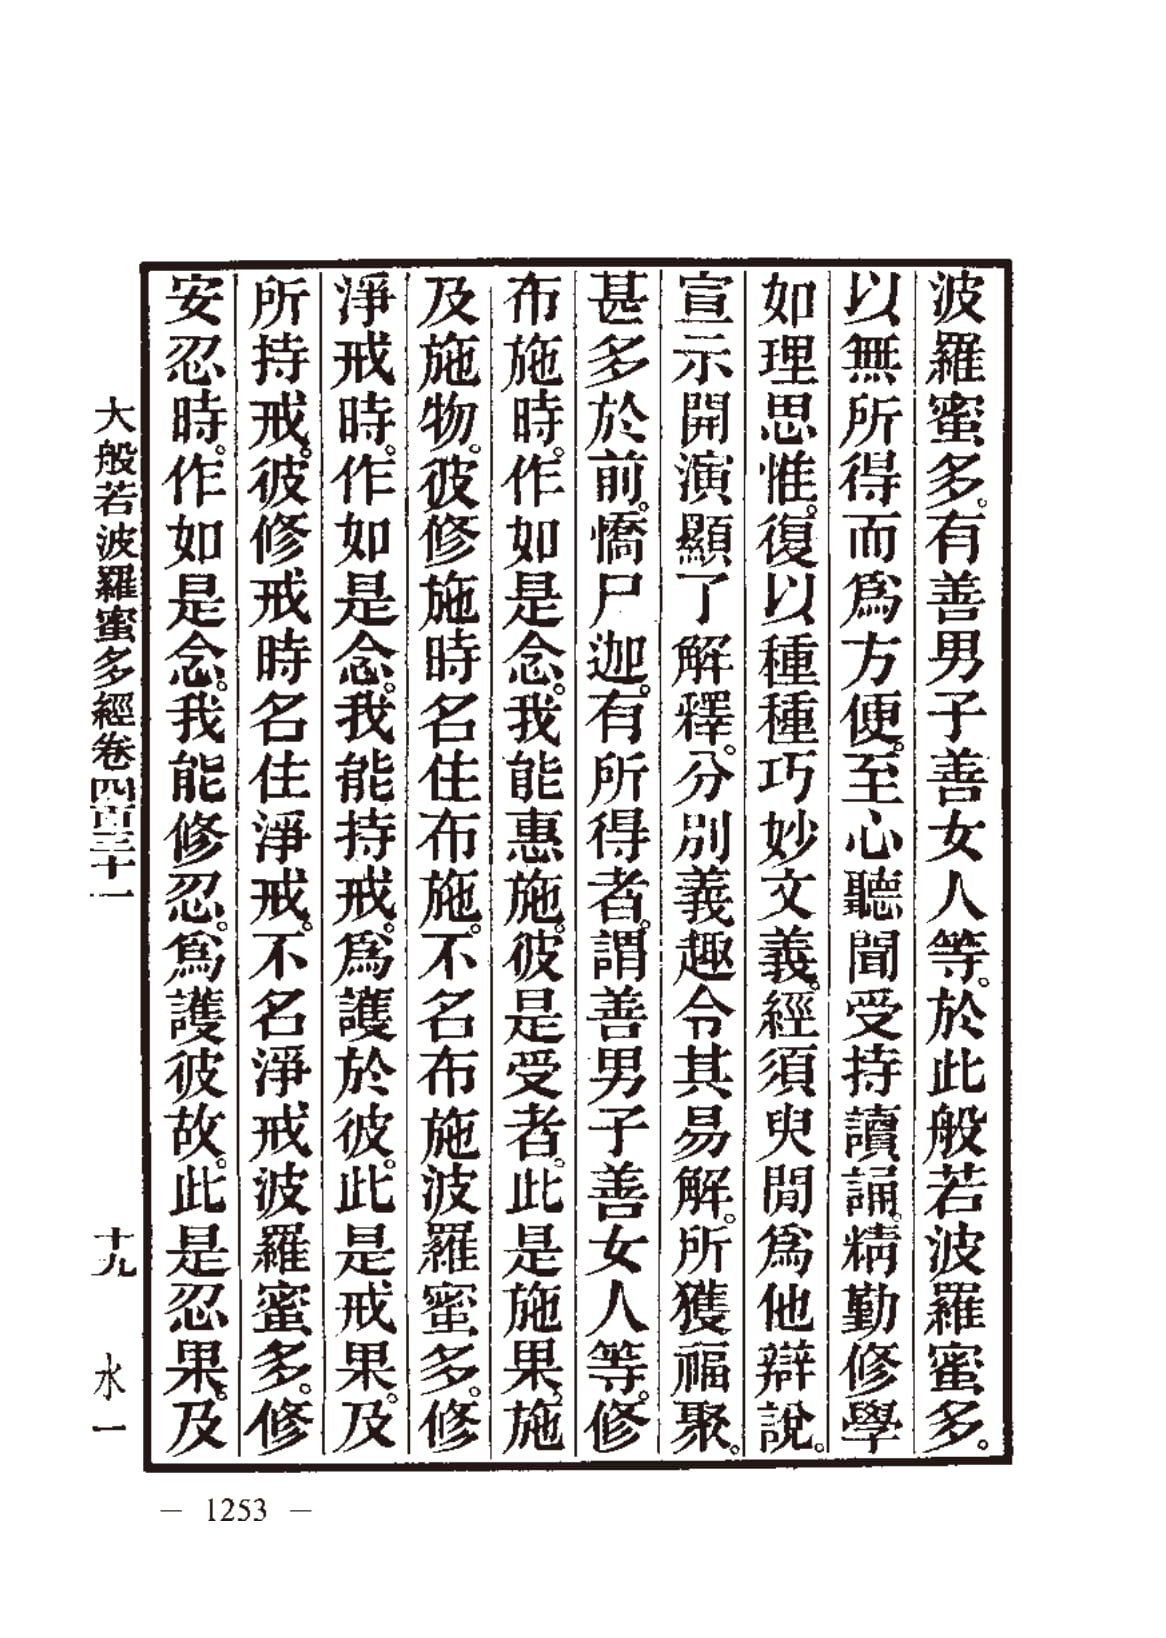 波羅蜜多。有善男子善女人等。於此般若波羅蜜多。
以無所得而爲方便。至心聽聞受持讀誦。精勤修學
如理思惟。復以種種巧妙文義。經須臾閒爲他辯說。
宣示開演顯了解釋。分別義趣令其易解。所獲福聚。
甚多於前。憍尸迦。有所得者。謂善男子善女人等。修
布施時。作如是念。我能惠施。彼是受者。此是施果。施
及施物。彼修施時名住布施。不名布施波羅蜜多。修
淨戒時。作如是念。我能持戒。爲護於彼。此是戒果。及
所持戒。彼修戒時名住淨戒。不名淨戒波羅蜜多。修
安忍時。作如是念。我能修忍。爲護彼故。此是忍果。及
大般若波羅蜜多經卷四百三十一 十九 水一
— 1253 —